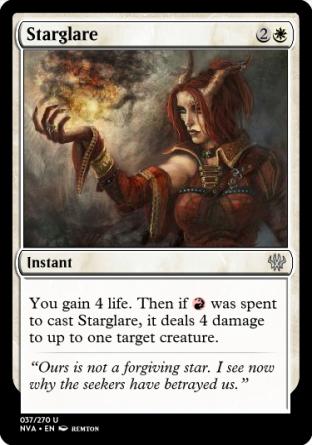 Starglare 2
Instant
You gain 4 life. Then if was spent
to cast Starglare, it deals 4 damage
to up to one target creature.
“Ours is not a forgiving star. I see now
why the seekers have betrayed us.”
037/270 U
NVA • EN REMTON